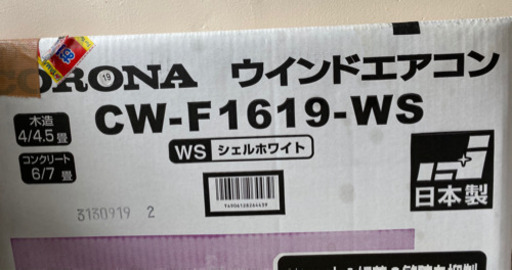 CORONA ウインドエアコン
CW-F1619-WS
木造
4/4.5 畳
コンクリート
6/7 畳
WS シェルホワイト
日本製
3130919 2